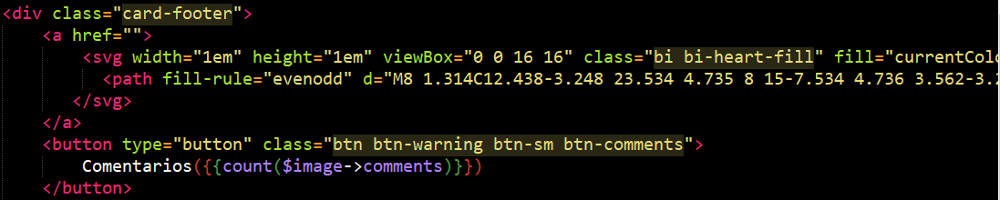 <div class="card-footer">
<a href="">
<svg width="1em" height="1em" viewBox="0 0 16 16" class="bi bi-heart-fill" fill="currentColo
<path fill-rule="evenodd" d="M8 1.314C12.438-3.248 23.534 4.735 8 15-7.534 4.736 3.562-3.2
</svg>
</a>
<button type="button" class="btn btn-warning btn-sm btn-comments">
Comentarios({{count($image->comments)}})
</button>